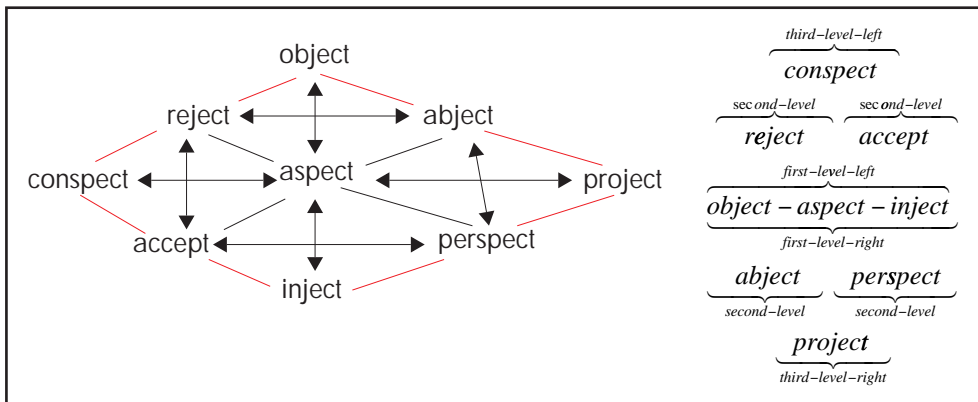 object
reject
abject
conspect
aspect
project
accept
perspect
inject
third–level–left
conspect
second–level second–level
reject accept
first–level–left
object – aspect – inject
first–level–right
abject perspect
second–level second–level
project
third–level–right